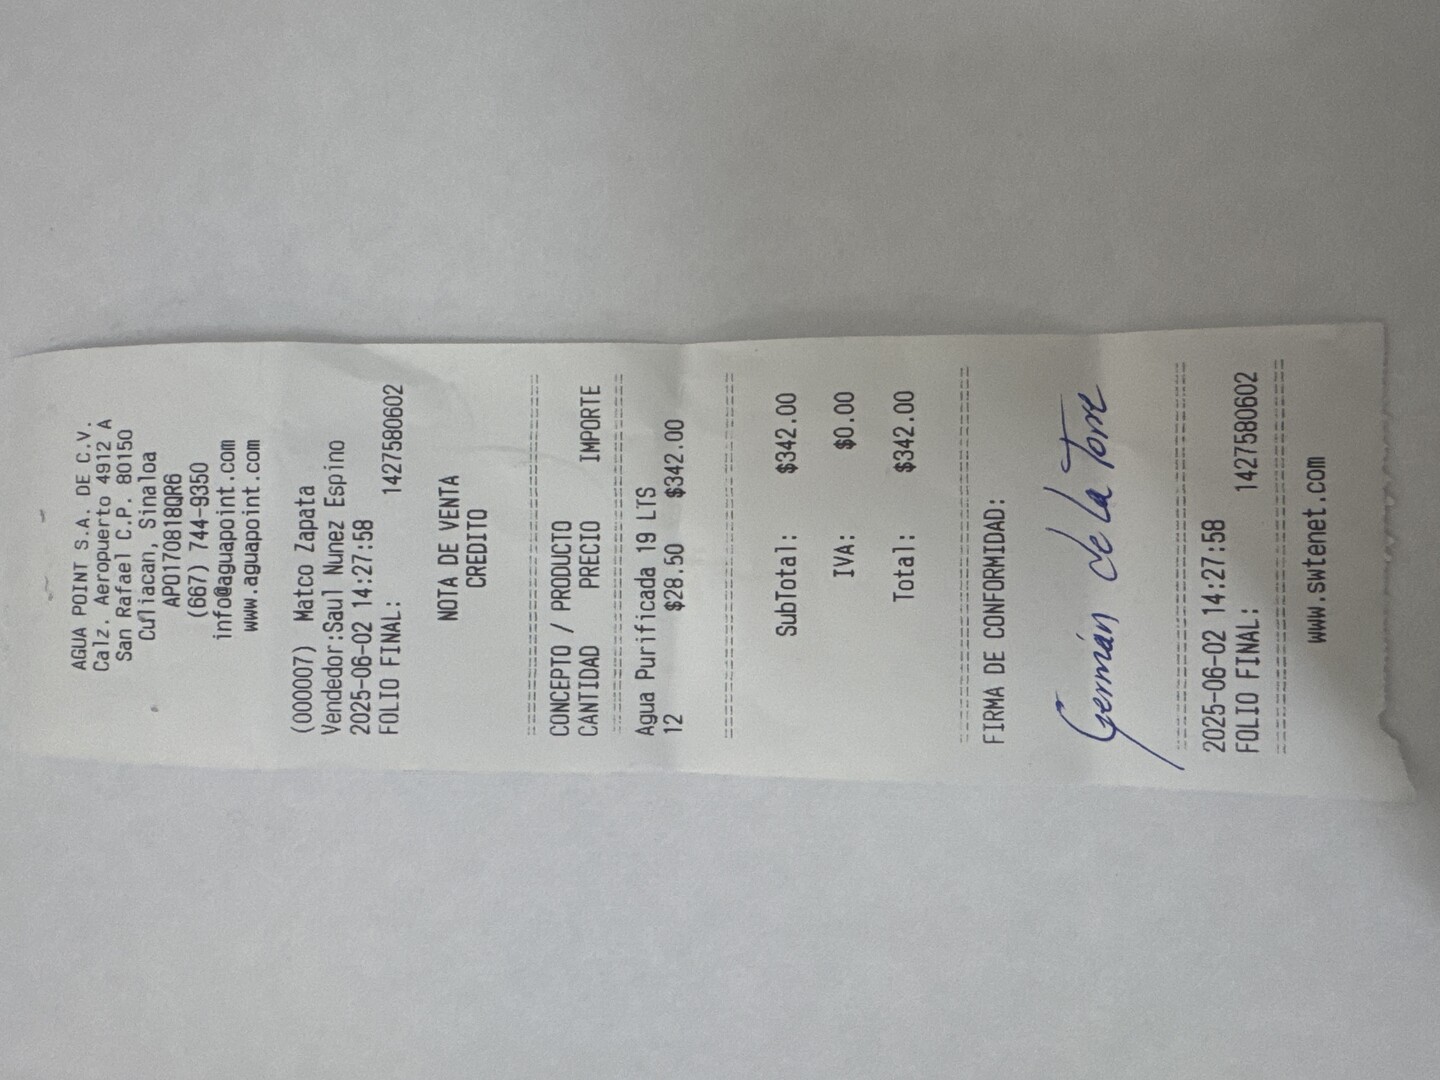 AGUA POINT S.A. DE C.V.
Calz. Aeropuerto 4912 A
San Rafael C.P. 80150
Culiacan, Sinaloa
APO170818QR6
(667) 744-9350
info@aguapoint.com
www.aguapoint.com
(000007) Matco Zapata
Vendedor:Saul Nunez Espino
2025-06-02 14:27:58
FOLIO FINAL: 1427580602
NOTA DE VENTA
CREDITO
CONCEPTO / PRODUCTO
CANTIDAD PRECIO IMPORTE
Agua Purificada 19 LTS
12 $28.50 $342.00
SubTotal: $342.00
IVA: $0.00
Total: $342.00
FIRMA DE CONFORMIDAD:
Germán de la Torre
2025-06-02 14:27:58
FOLIO FINAL: 1427580602
www.swtenet.com